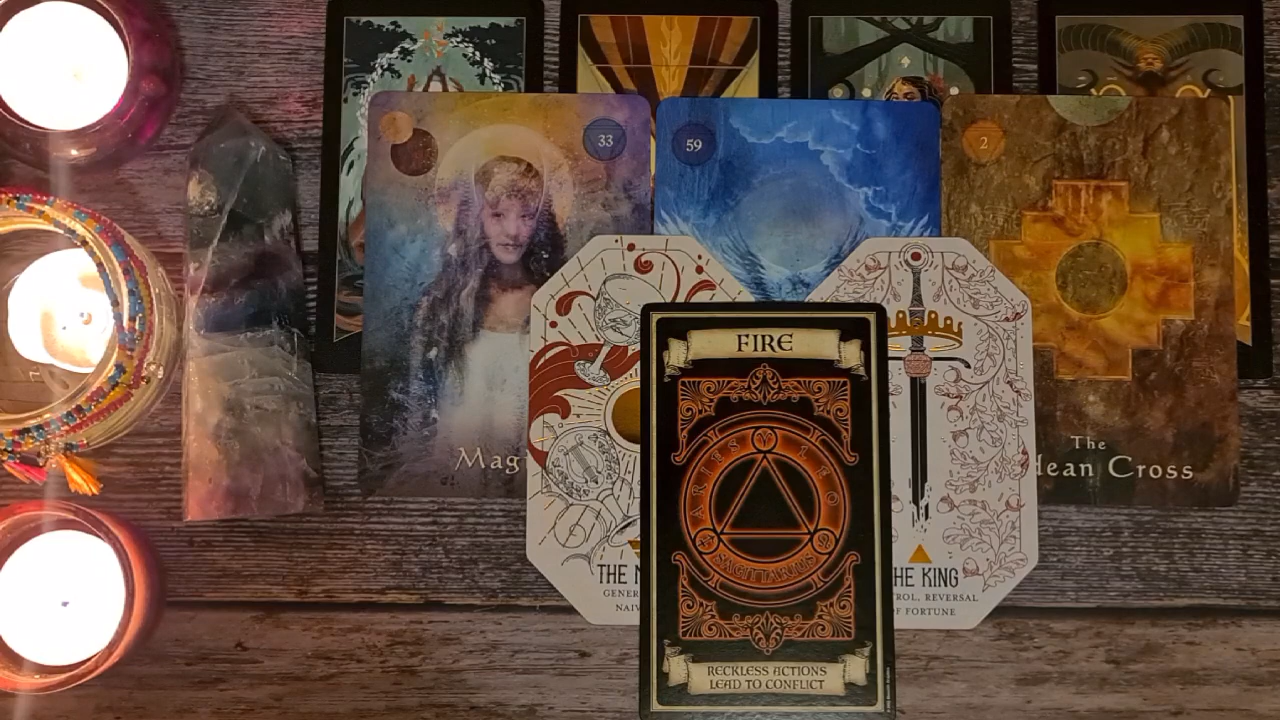 33
59
2
Mag
The
dean Cross
FIRE
ARIES
LEO
SAGITTARIUS
RECKLESS ACTIONS
LEAD TO CONFLICT
THE
GENER
NAIV
HE KING
TROL, REVERSAL
OF FORTUNE